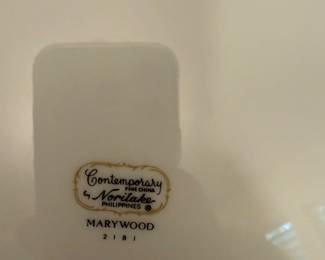 Contemporary
FINE CHINA
by Noritake
PHILIPPINES ®
MARYWOOD
2181